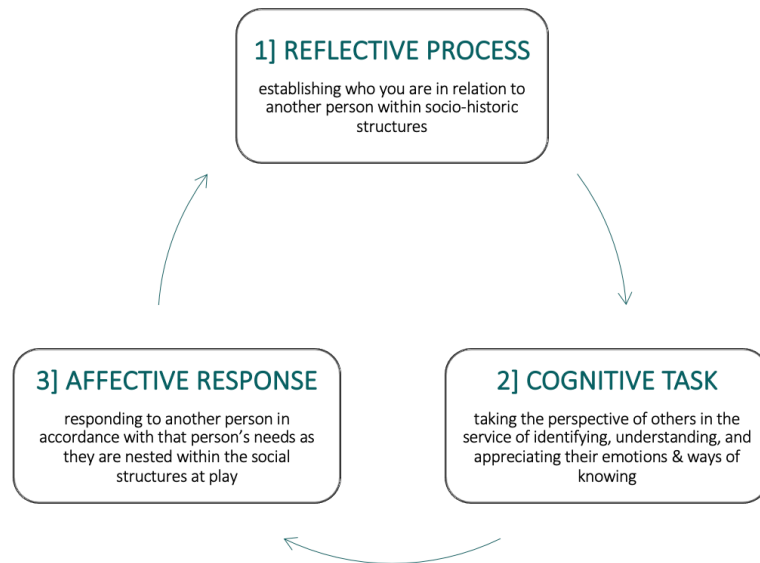 1] REFLECTIVE PROCESS
establishing who you are in relation to
another person within socio-historic
structures
2] COGNITIVE TASK
taking the perspective of others in the
service of identifying, understanding, and
appreciating their emotions & ways of
knowing
3] AFFECTIVE RESPONSE
responding to another person in
accordance with that person’s needs as
they are nested within the social
structures at play